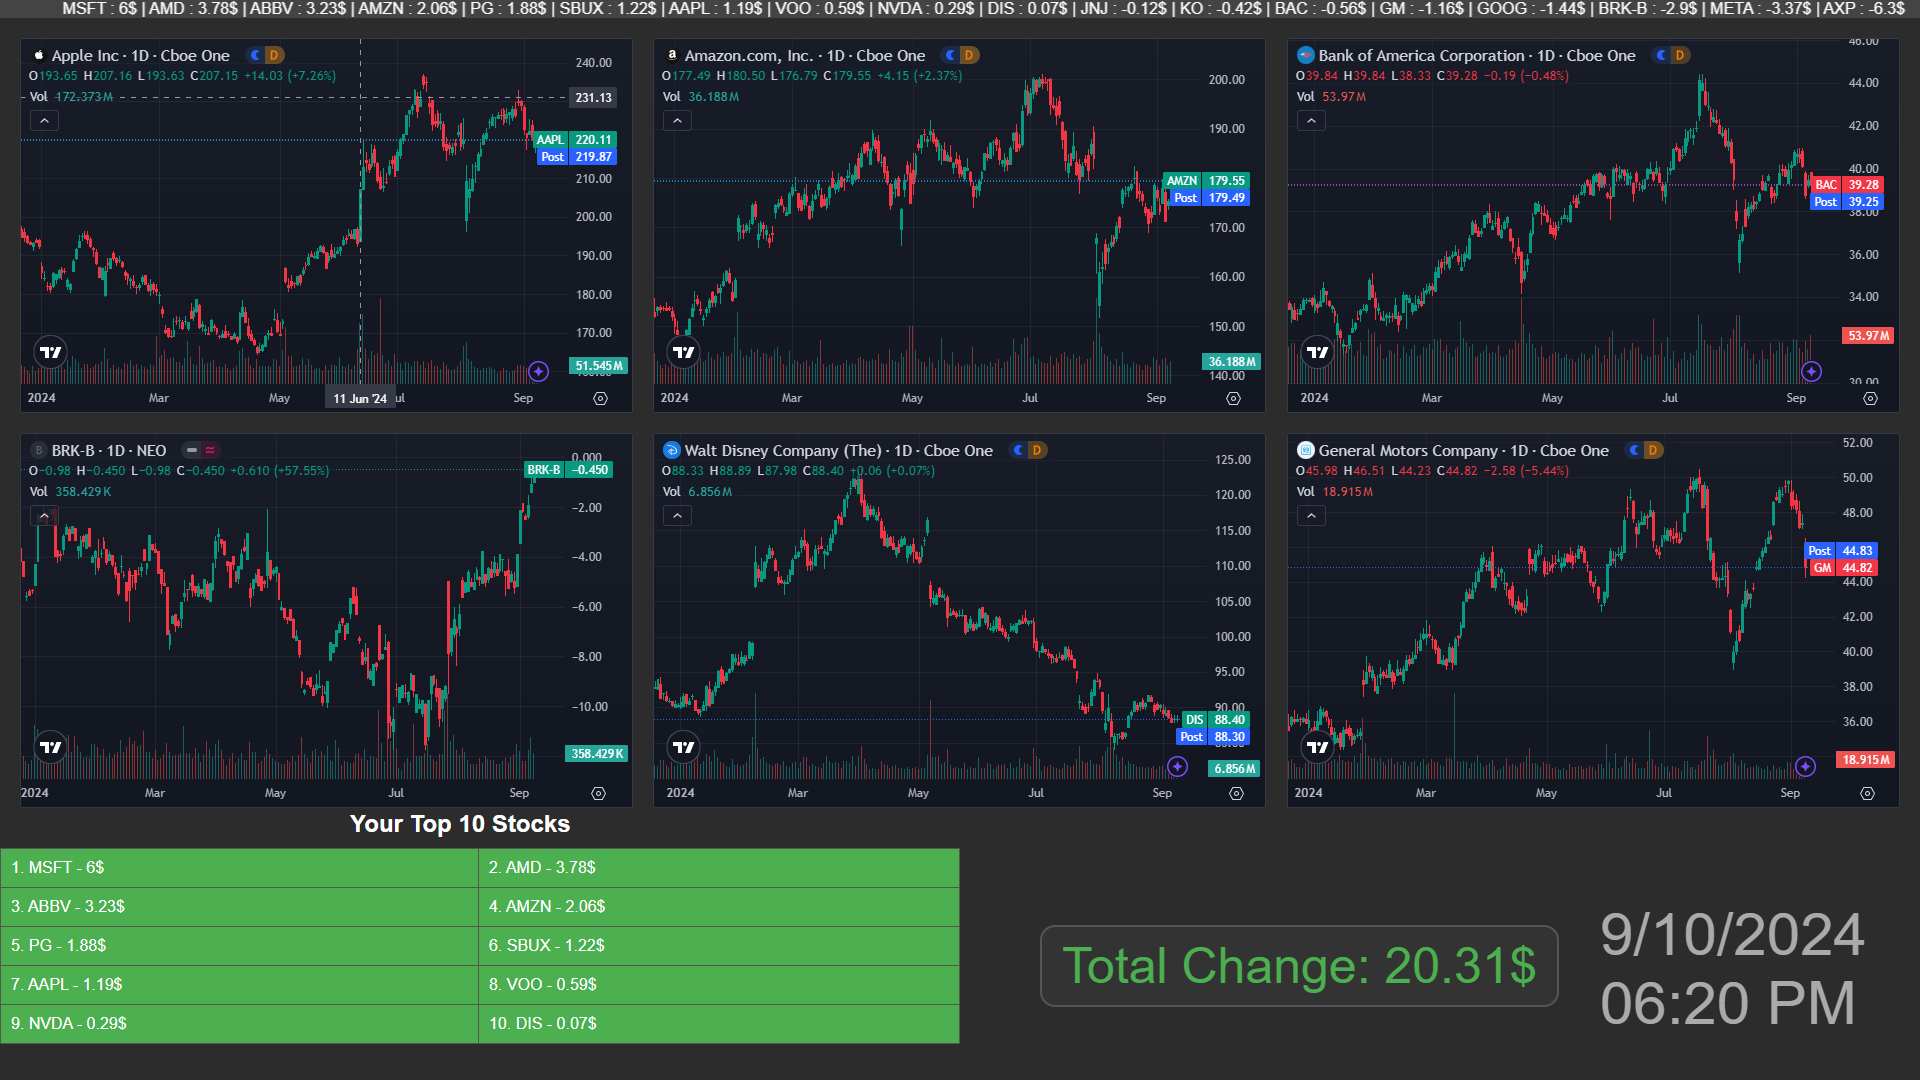 MSFT : 6$ | AMD : 3.78$ | ABBV : 3.23$ | AMZN : 2.06$ | PG : 1.88$ | SBUX : 1.22$ | AAPL : 1.19$ | VOO : 0.59$ | NVDA : 0.29$ | DIS : 0.07$ | JNJ : -0.12$ | KO : -0.42$ | BAC : -0.56$ | GM : -1.16$ | GOOG : -1.44$ | BRK-B : -2.9$ | META : -3.37$ | AXP : -6.3$
Apple Inc · 1D · Cboe One D
O193.65 H207.16 L193.63 C207.15 +14.03 (+7.26%)
Vol 172.373M
240.00
231.13
AAPL 220.11
Post 219.87
210.00
200.00
190.00
180.00
170.00
51.545M
2024 Mar May 11 Jun '24 ul Sep
Amazon.com, Inc. · 1D · Cboe One D
O177.49 H180.50 L176.79 C179.55 +4.15 (+2.37%)
Vol 36.188M
200.00
190.00
AMZN 179.55
Post 179.49
170.00
160.00
150.00
36.188M
140.00
2024 Mar May Jul Sep
Bank of America Corporation · 1D · Cboe One D
O39.84 H39.84 L38.33 C39.28 −0.19 (−0.48%)
Vol 53.97M
46.00
44.00
42.00
40.00
BAC 39.28
Post 39.25
38.00
36.00
34.00
53.97M
30.00
2024 Mar May Jul Sep
B BRK-B · 1D · NEO
O−0.98 H−0.450 L−0.98 C−0.450 +0.610 (+57.55%)
Vol 358.429K
0.000
BRK-B −0.450
−2.00
−4.00
−6.00
−8.00
−10.00
358.429K
2024 Mar May Jul Sep
Walt Disney Company (The) · 1D · Cboe One D
O88.33 H88.89 L87.98 C88.40 +0.06 (+0.07%)
Vol 6.856M
125.00
120.00
115.00
110.00
105.00
100.00
95.00
90.00
DIS 88.40
Post 88.30
6.856M
2024 Mar May Jul Sep
General Motors Company · 1D · Cboe One D
O45.98 H46.51 L44.23 C44.82 −2.58 (−5.44%)
Vol 18.915M
52.00
50.00
48.00
Post 44.83
GM 44.82
44.00
42.00
40.00
38.00
36.00
18.915M
2024 Mar May Jul Sep
Your Top 10 Stocks
1. MSFT - 6$
2. AMD - 3.78$
3. ABBV - 3.23$
4. AMZN - 2.06$
5. PG - 1.88$
6. SBUX - 1.22$
7. AAPL - 1.19$
8. VOO - 0.59$
9. NVDA - 0.29$
10. DIS - 0.07$
Total Change: 20.31$
9/10/2024
06:20 PM